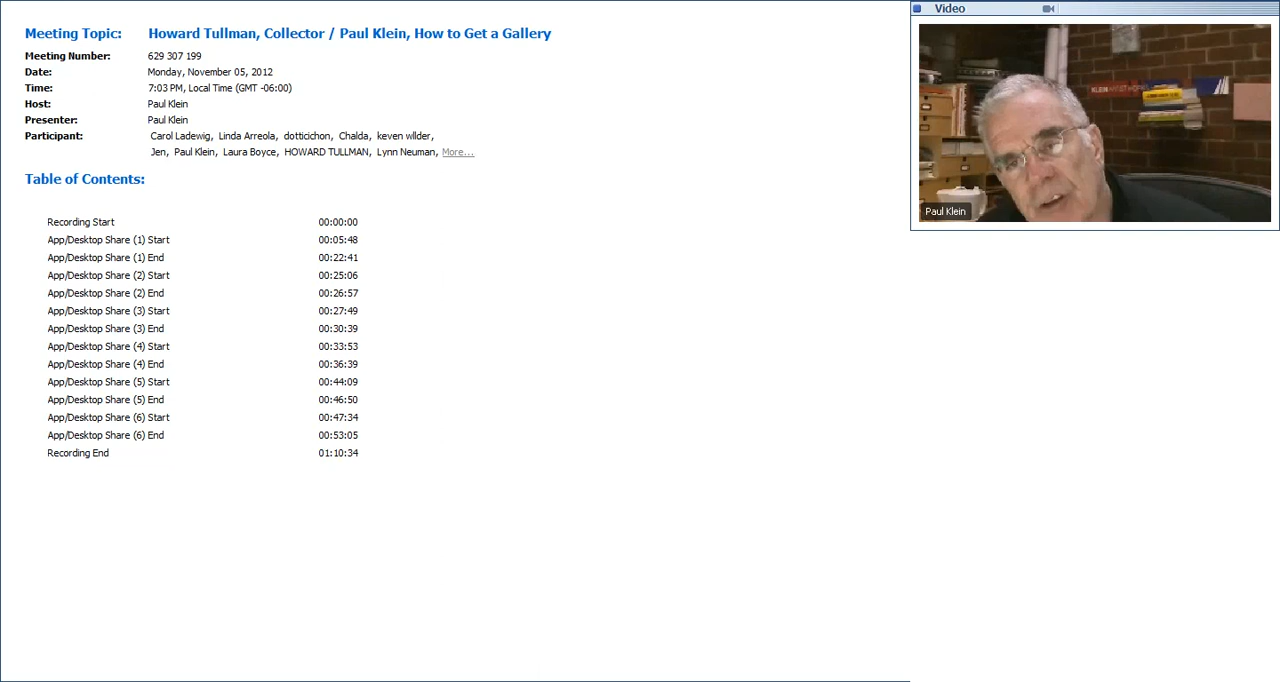 Meeting Topic: Howard Tullman, Collector / Paul Klein, How to Get a Gallery
Meeting Number: 629 307 199
Date: Monday, November 05, 2012
Time: 7:03 PM, Local Time (GMT -06:00)
Host: Paul Klein
Presenter: Paul Klein
Participant: Carol Ladewig, Linda Arreola, dotticichon, Chalda, keven wllder,
Jen, Paul Klein, Laura Boyce, HOWARD TULLMAN, Lynn Neuman, More...
Table of Contents:
Recording Start 00:00:00
App/Desktop Share (1) Start 00:05:48
App/Desktop Share (1) End 00:22:41
App/Desktop Share (2) Start 00:25:06
App/Desktop Share (2) End 00:26:57
App/Desktop Share (3) Start 00:27:49
App/Desktop Share (3) End 00:30:39
App/Desktop Share (4) Start 00:33:53
App/Desktop Share (4) End 00:36:39
App/Desktop Share (5) Start 00:44:09
App/Desktop Share (5) End 00:46:50
App/Desktop Share (6) Start 00:47:34
App/Desktop Share (6) End 00:53:05
Recording End 01:10:34
Video
KLEIN ARTIST
Paul Klein